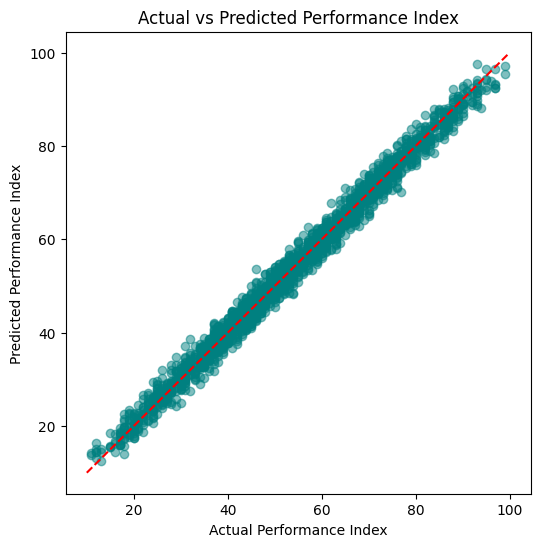 Actual vs Predicted Performance Index
Predicted Performance Index
100
80
60
40
20
20 40 60 80 100
Actual Performance Index